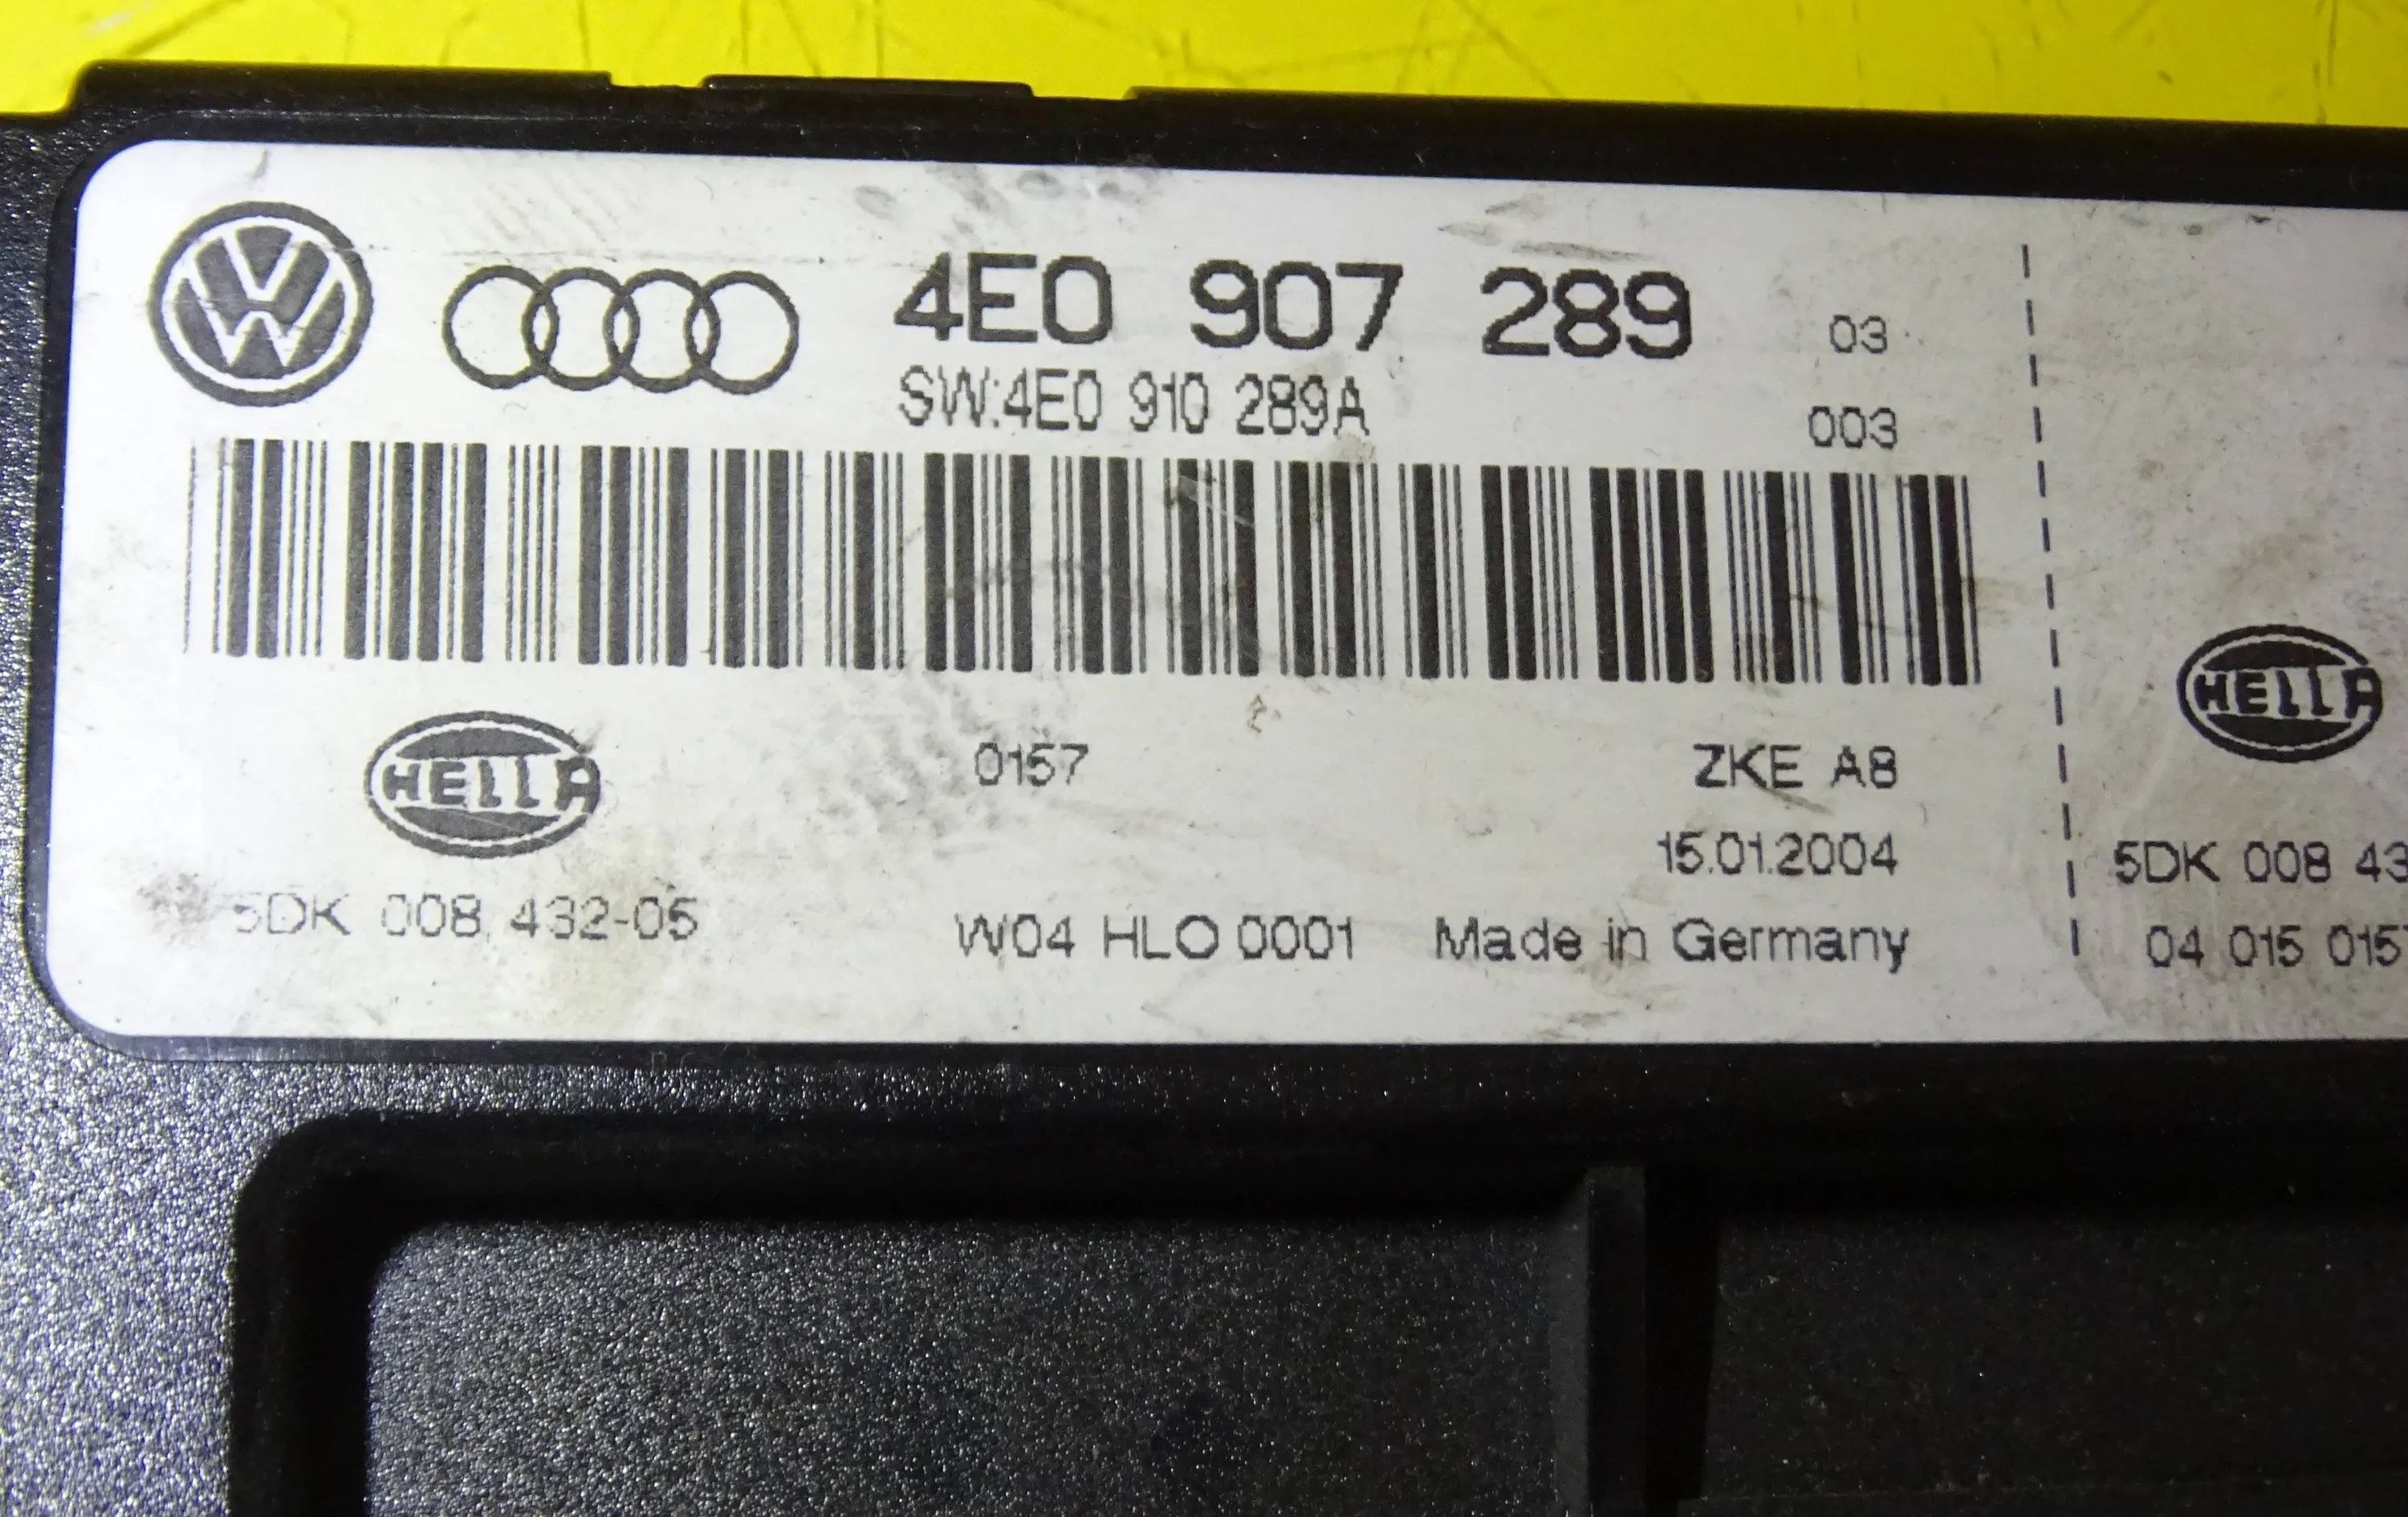 4E0 907 289 03
SW:4E0 910 289A 003
HELLA 0157 ZKE A8
15.01.2004
5DK 008 432-05 W04 HLO 0001 Made in Germany
HELLA
5DK 008 43
04 015 015